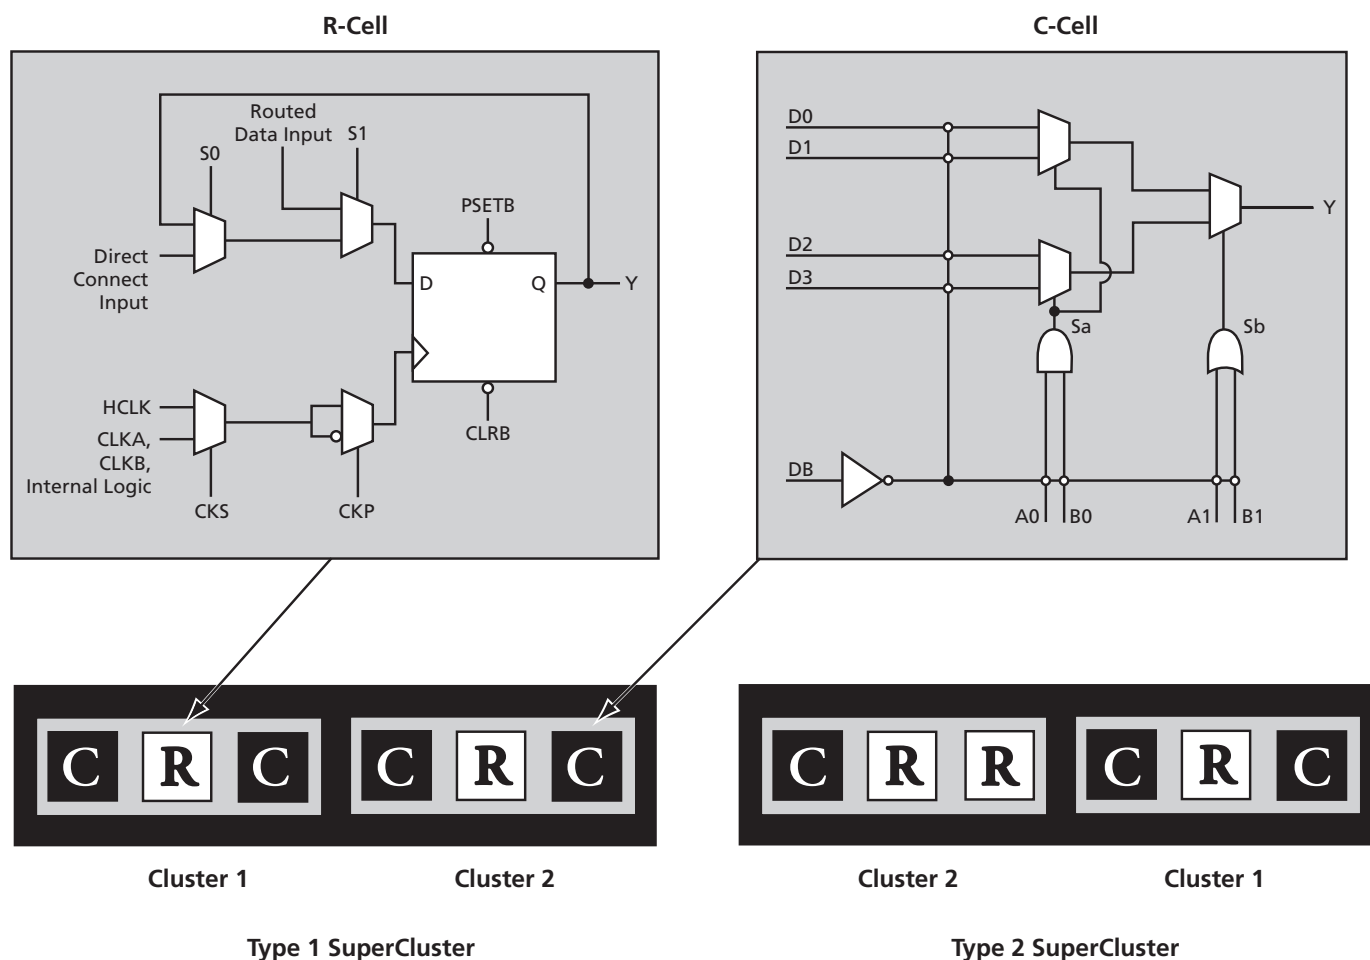 R-Cell
C-Cell
Routed
Data Input
S1
S0
PSETB
Direct
Connect
Input
D
Q
Y
HCLK
CLKA,
CLKB,
Internal Logic
CKS
CKP
CLRB
D0
D1
D2
D3
Y
Sa
Sb
DB
A0
B0
A1
B1
C R C C R C
C R R C R C
Cluster 1
Cluster 2
Cluster 2
Cluster 1
Type 1 SuperCluster
Type 2 SuperCluster